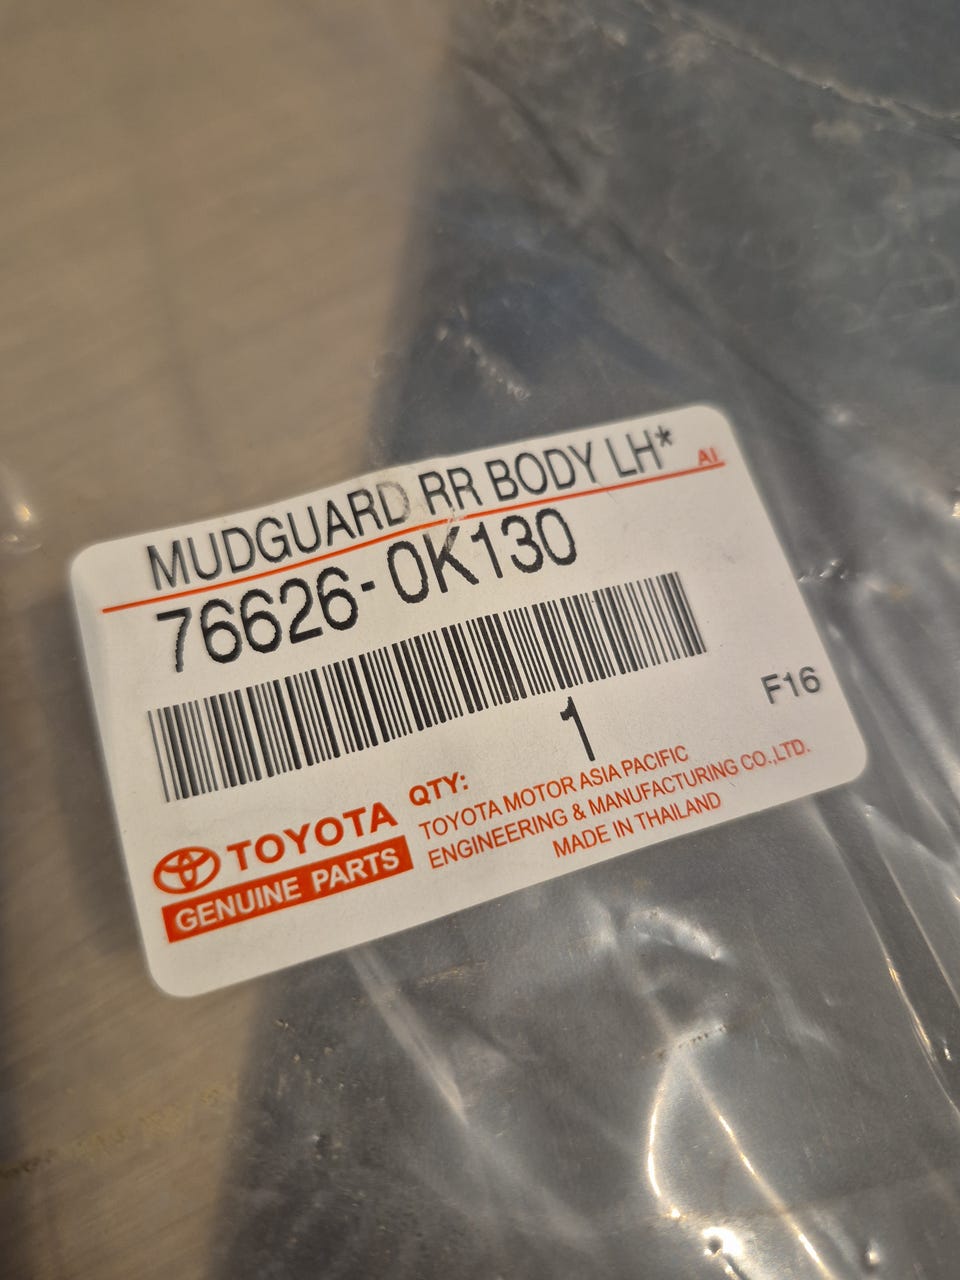 MUDGUARD RR BODY LH*
AI
76626-0K130
F16
QTY: 1
TOYOTA
GENUINE PARTS
TOYOTA MOTOR ASIA PACIFIC
ENGINEERING & MANUFACTURING CO.,LTD.
MADE IN THAILAND